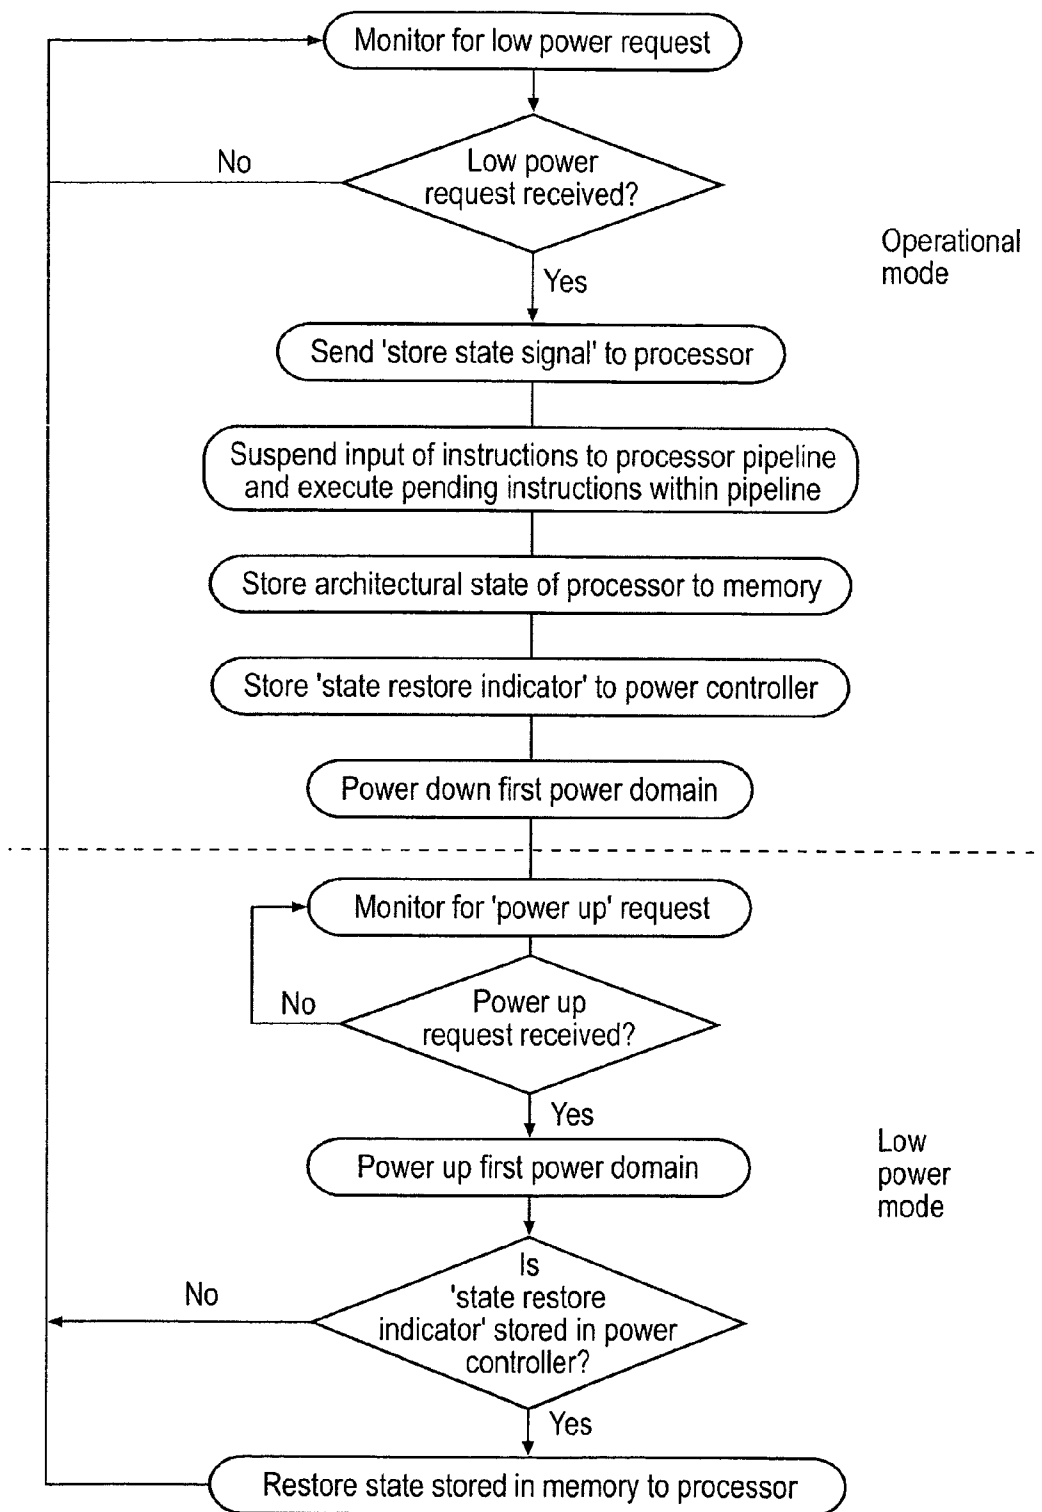 Monitor for low power request
Low power
request received?
No
Yes
Operational
mode
Send 'store state signal' to processor
Suspend input of instructions to processor pipeline
and execute pending instructions within pipeline
Store architectural state of processor to memory
Store 'state restore indicator' to power controller
Power down first power domain
Monitor for 'power up' request
Power up
request received?
No
Yes
Power up first power domain
Low
power
mode
Is
'state restore
indicator' stored in power
controller?
No
Yes
Restore state stored in memory to processor